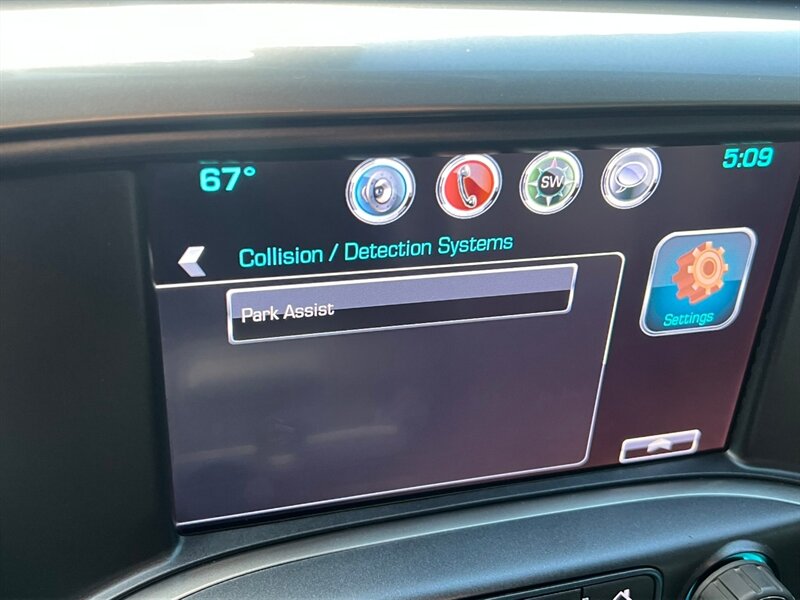 67°
SW
5:09
Collision / Detection Systems
Park Assist
Settings